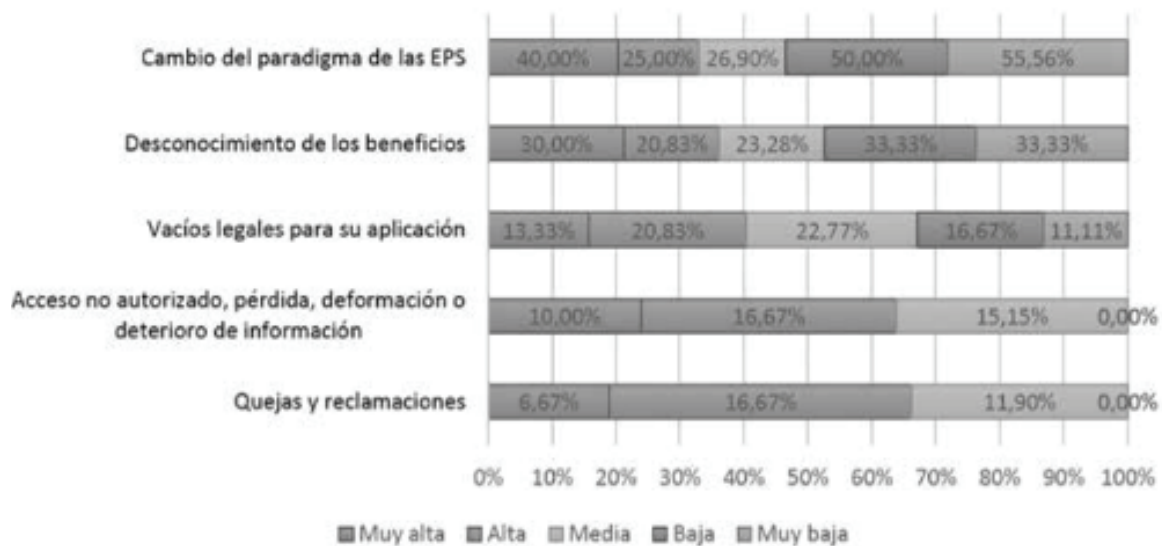 Cambio del paradigma de las EPS
40,00% 25,00% 26,90% 50,00% 55,56%
Desconocimiento de los beneficios
30,00% 20,83% 23,28% 33,33% 33,33%
Vacíos legales para su aplicación
13,33% 20,83% 22,77% 16,67% 11,11%
Acceso no autorizado, pérdida, deformación o
deterioro de información
10,00% 16,67% 15,15% 0,00%
Quejas y reclamaciones
6,67% 16,67% 11,90% 0,00%
0% 10% 20% 30% 40% 50% 60% 70% 80% 90% 100%
Muy alta Alta Media Baja Muy baja